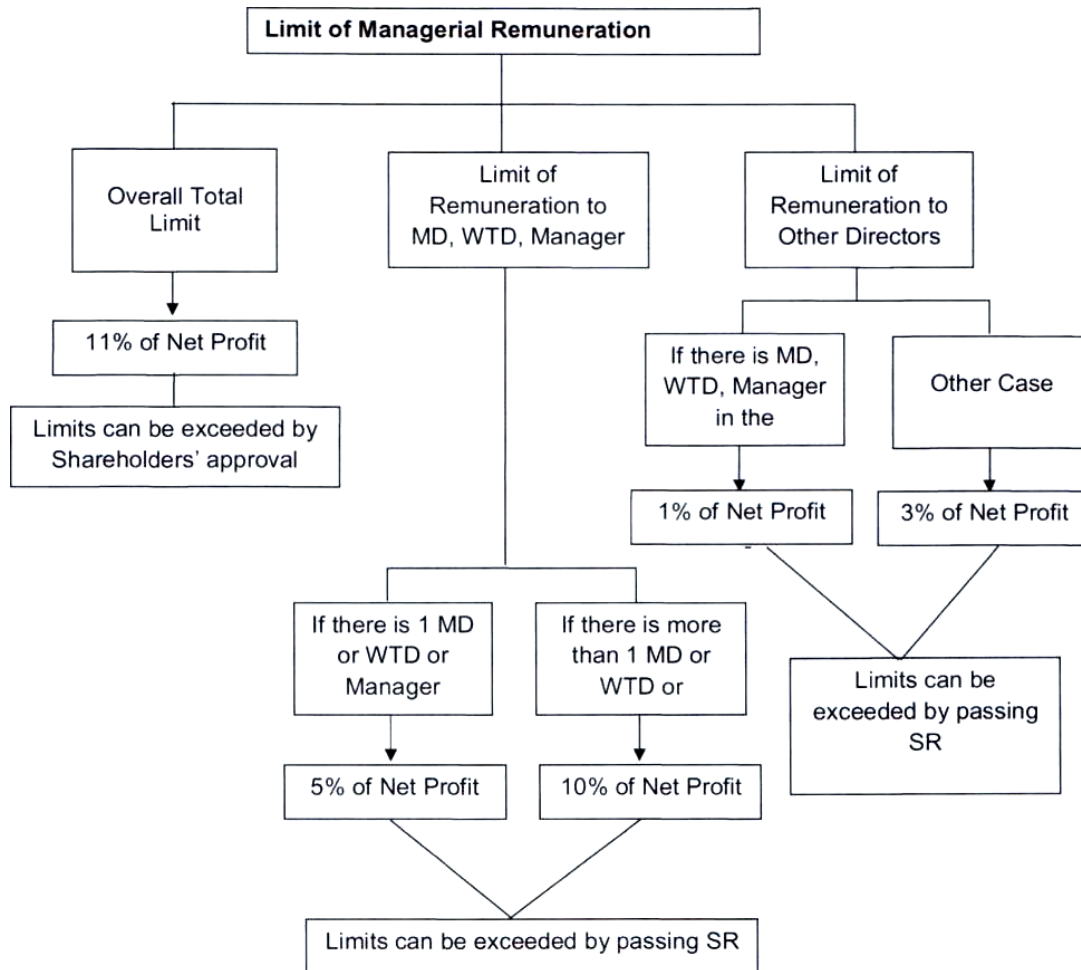 Limit of Managerial Remuneration
Overall Total
Limit
Limit of
Remuneration to
MD, WTD, Manager
Limit of
Remuneration to
Other Directors
11% of Net Profit
Limits can be exceeded by
Shareholders' approval
If there is MD,
WTD, Manager
in the
Other Case
1% of Net Profit
3% of Net Profit
If there is 1 MD
or WTD or
Manager
If there is more
than 1 MD or
WTD or
Limits can be
exceeded by passing
SR
5% of Net Profit
10% of Net Profit
Limits can be exceeded by passing SR